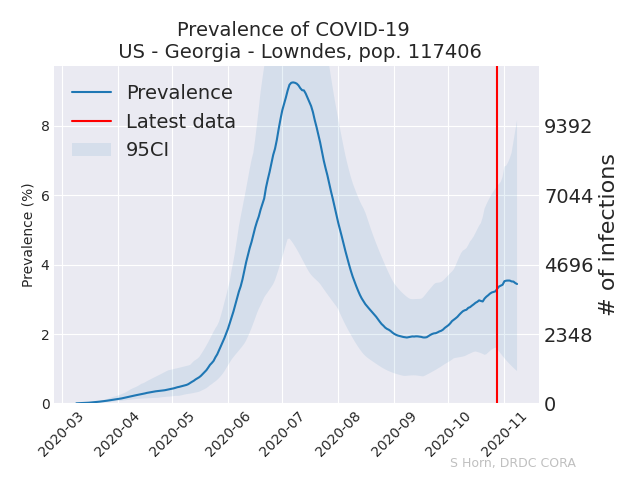 Prevalence of COVID-19
US - Georgia - Lowndes, pop. 117406
Prevalence
Latest data
95CI
Prevalence (%)
8
6
4
2
0
9392
7044
4696
2348
0
# of infections
2020-03
2020-04
2020-05
2020-06
2020-07
2020-08
2020-09
2020-10
2020-11
S Horn, DRDC CORA